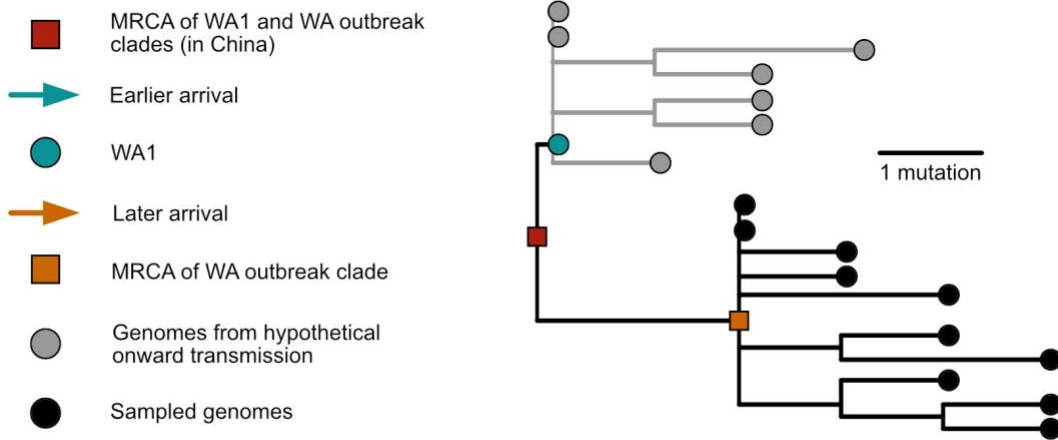 MRCA of WA1 and WA outbreak
clades (in China)
Earlier arrival
WA1
Later arrival
MRCA of WA outbreak clade
Genomes from hypothetical
onward transmission
Sampled genomes
1 mutation